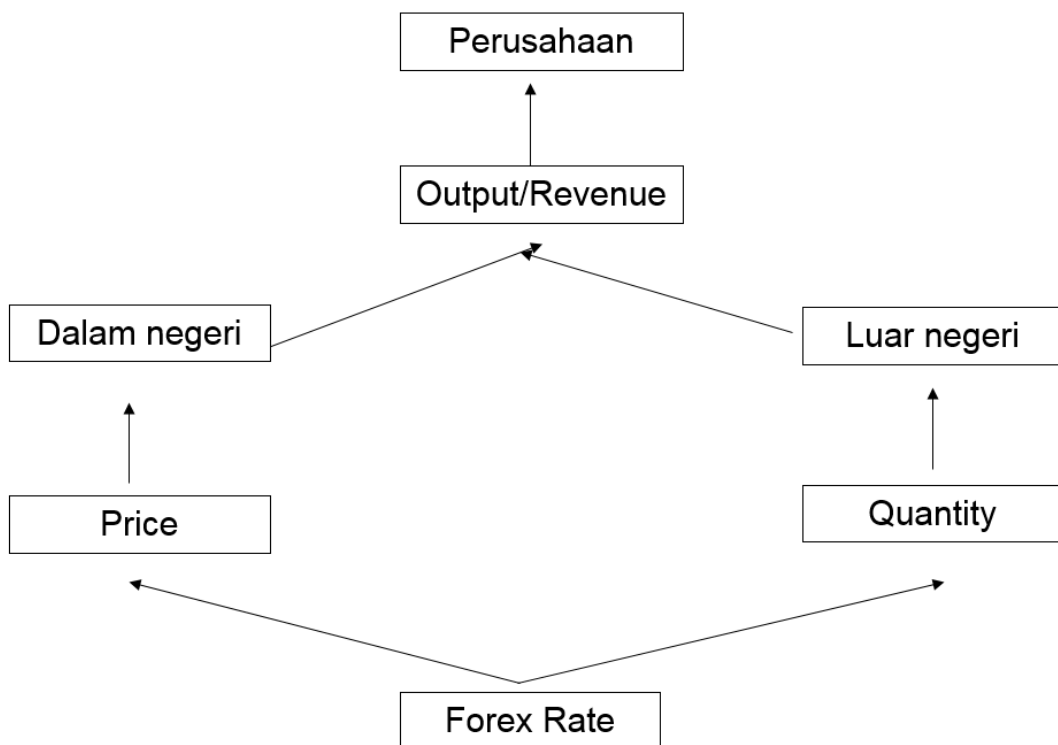 Perusahaan
Output/Revenue
Dalam negeri
Luar negeri
Price
Quantity
Forex Rate